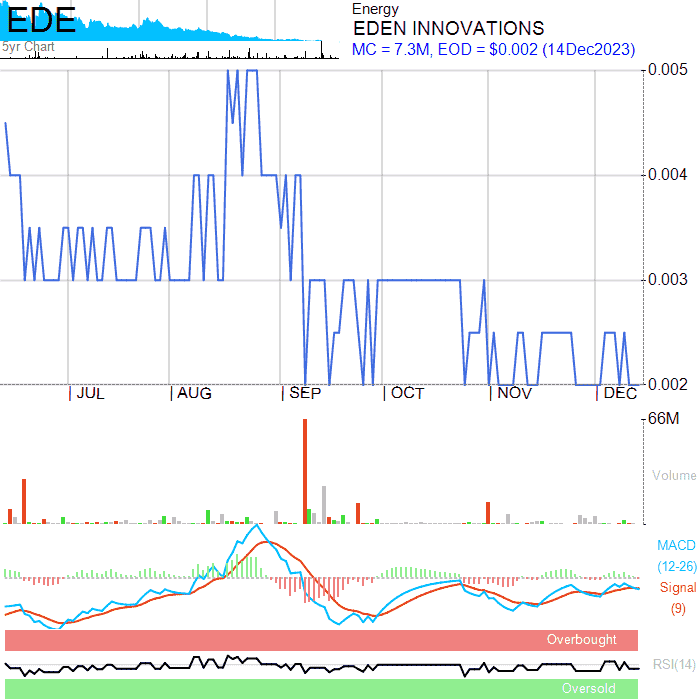 EDE
5yr Chart
Energy
EDEN INNOVATIONS
MC = 7.3M, EOD = $0.002 (14Dec2023)
0.005
0.004
0.003
0.002
JUL AUG SEP OCT NOV DEC
66M
Volume
MACD
(12-26)
Signal
(9)
Overbought
RSI(14)
Oversold